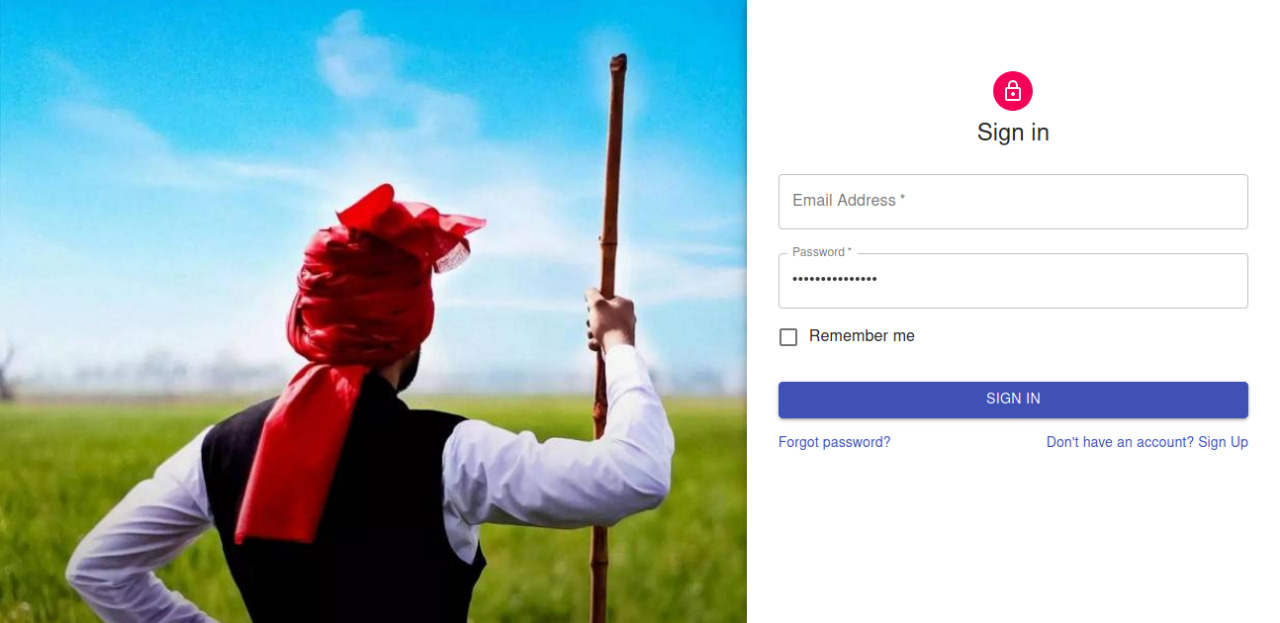 Sign in
Email Address *
Password *
•••••••••••••••
Remember me
SIGN IN
Forgot password?
Don't have an account? Sign Up